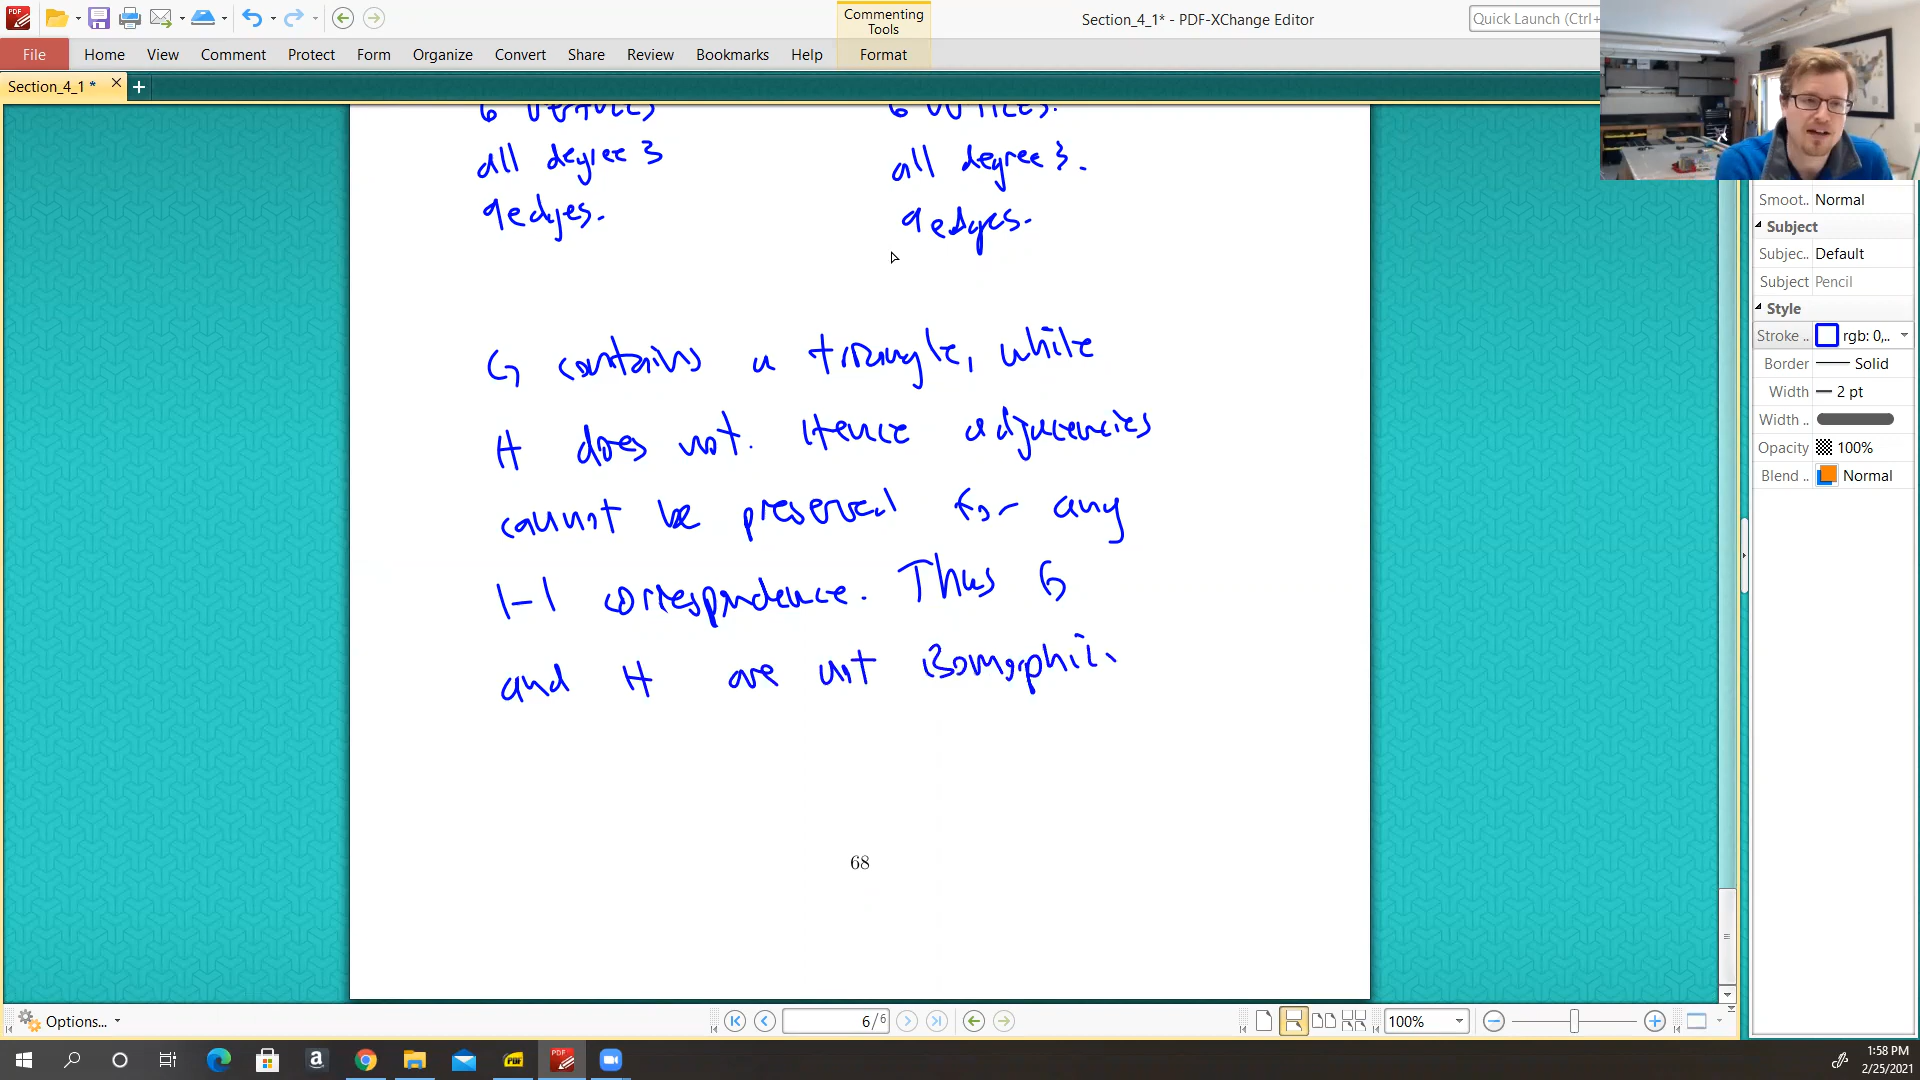 Commenting
Tools
Section_4_1* - PDF-XChange Editor
Quick Launch (Ctrl+
File Home View Comment Protect Form Organize Convert Share Review Bookmarks Help Format
Section_4_1 *
6 vertices
6 vertices.
all degree 3
all degree 3.
9 edges.
9 edges.
G contains a triangle, while
H does not. Hence adjacencies
cannot be preserved for any
1-1 correspondence. Thus G
and H are not isomorphic.
68
Smoot.. Normal
Subject
Subjec.. Default
Subject Pencil
Style
Stroke .. rgb: 0,..
Border Solid
Width 2 pt
Width ..
Opacity 100%
Blend .. Normal
Options...
6/6
100%
1:58 PM
2/25/2021